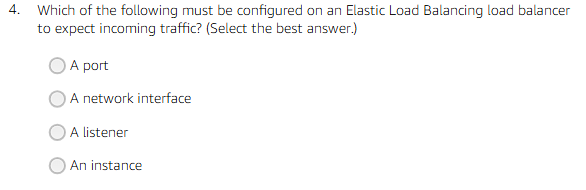 4. Which of the following must be configured on an Elastic Load Balancing load balancer
to expect incoming traffic? (Select the best answer.)
A port
A network interface
A listener
An instance